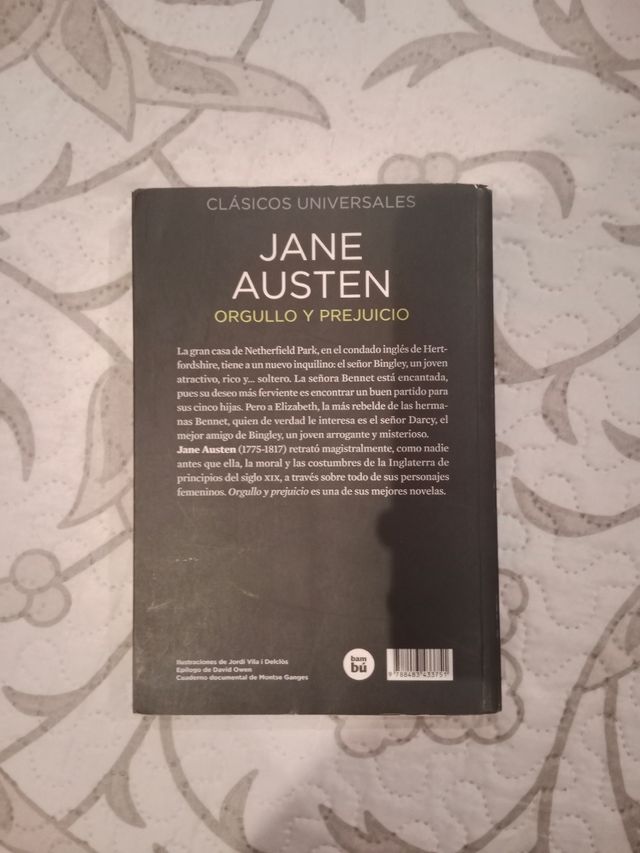 CLÁSICOS UNIVERSALES
JANE
AUSTEN
ORGULLO Y PREJUICIO
La gran casa de Netherfield Park, en el condado inglés de Hert-
fordshire, tiene a un nuevo inquilino: el señor Bingley, un joven
atractivo, rico y... soltero. La señora Bennet está encantada,
pues su deseo más ferviente es encontrar un buen partido para
sus cinco hijas. Pero a Elizabeth, la más rebelde de las herma-
nas Bennet, quien de verdad le interesa es el señor Darcy, el
mejor amigo de Bingley, un joven arrogante y misterioso.
Jane Austen (1775-1817) retrató magistralmente, como nadie
antes que ella, la moral y las costumbres de la Inglaterra de
principios del siglo XIX, a través sobre todo de sus personajes
femeninos. Orgullo y prejuicio es una de sus mejores novelas.
Ilustraciones de Jordi Vila i Delclòs
Epílogo de David Owen
Cuaderno documental de Montse Ganges
bam
bú
9 788483 433751